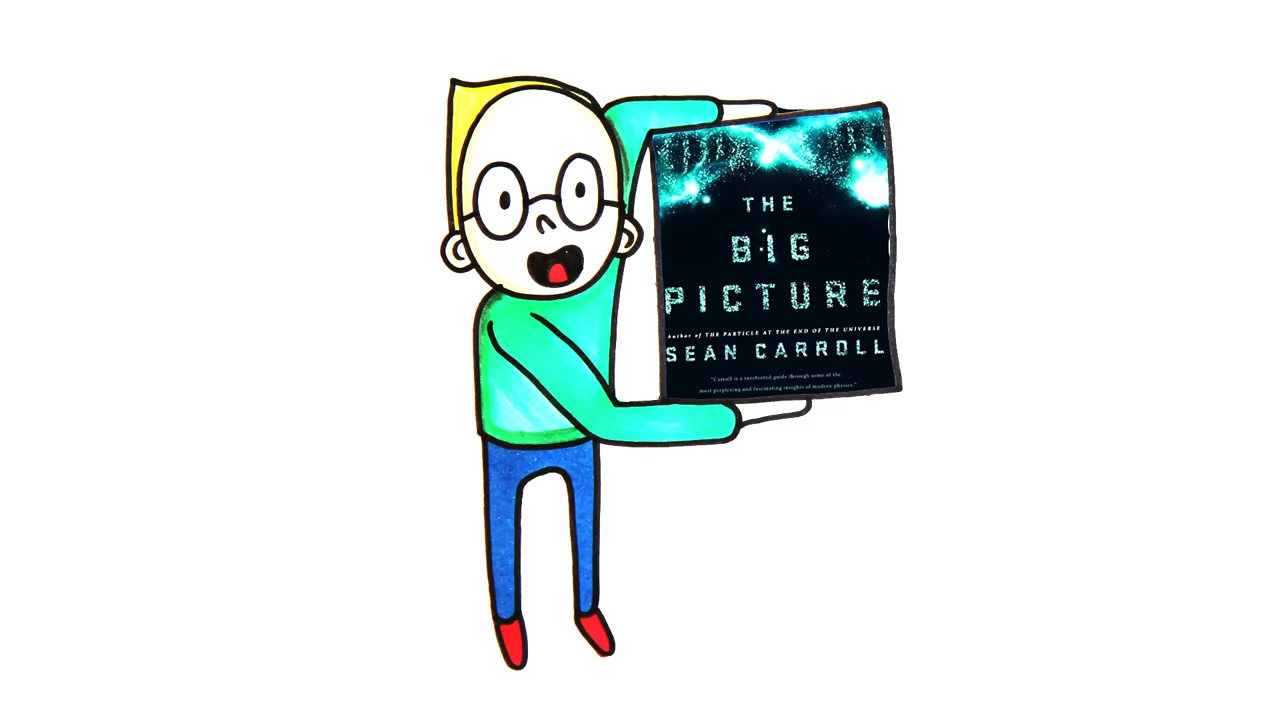 THE
BIG
PICTURE
Author of THE PARTICLE AT THE END OF THE UNIVERSE
SEAN CARROLL
"Carroll is a surefooted guide through some of the
most perplexing and fascinating insights of modern physics."